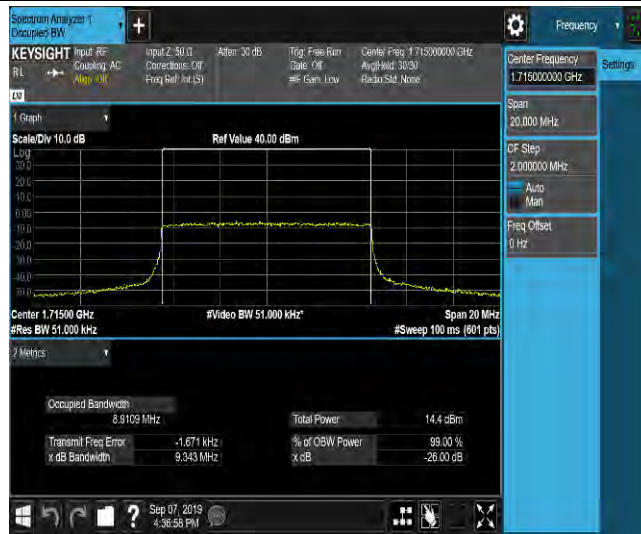 Spectrum Analyzer 1
Occupied BW
+
Frequency
KEYSIGHT
RL
Input: RF
Coupling: AC
Align: Off
Input Z: 50 Ω
Corrections: Off
Freq Ref: Int (S)
Atten: 30 dB
Trig: Free Run
Gate: Off
#IF Gain: Low
Center Freq: 1.715000000 GHz
Avg|Hold: 30/30
Radio Std: None
Center Frequency
1.715000000 GHz
Settings
Span
20.000 MHz
CF Step
2.000000 MHz
Auto
Man
Freq Offset
0 Hz
1 Graph
Scale/Div 10.0 dB
Ref Value 40.00 dBm
Log
30.0
20.0
10.0
0.00
-10.0
-20.0
-30.0
-40.0
-50.0
Center 1.71500 GHz
#Res BW 51.000 kHz
#Video BW 51.000 kHz*
Span 20 MHz
#Sweep 100 ms (601 pts)
2 Metrics
Occupied Bandwidth
8.9109 MHz
Total Power
14.4 dBm
Transmit Freq Error
-1.671 kHz
% of OBW Power
99.00 %
x dB Bandwidth
9.343 MHz
x dB
-26.00 dB
?
Sep 07, 2019
4:36:58 PM